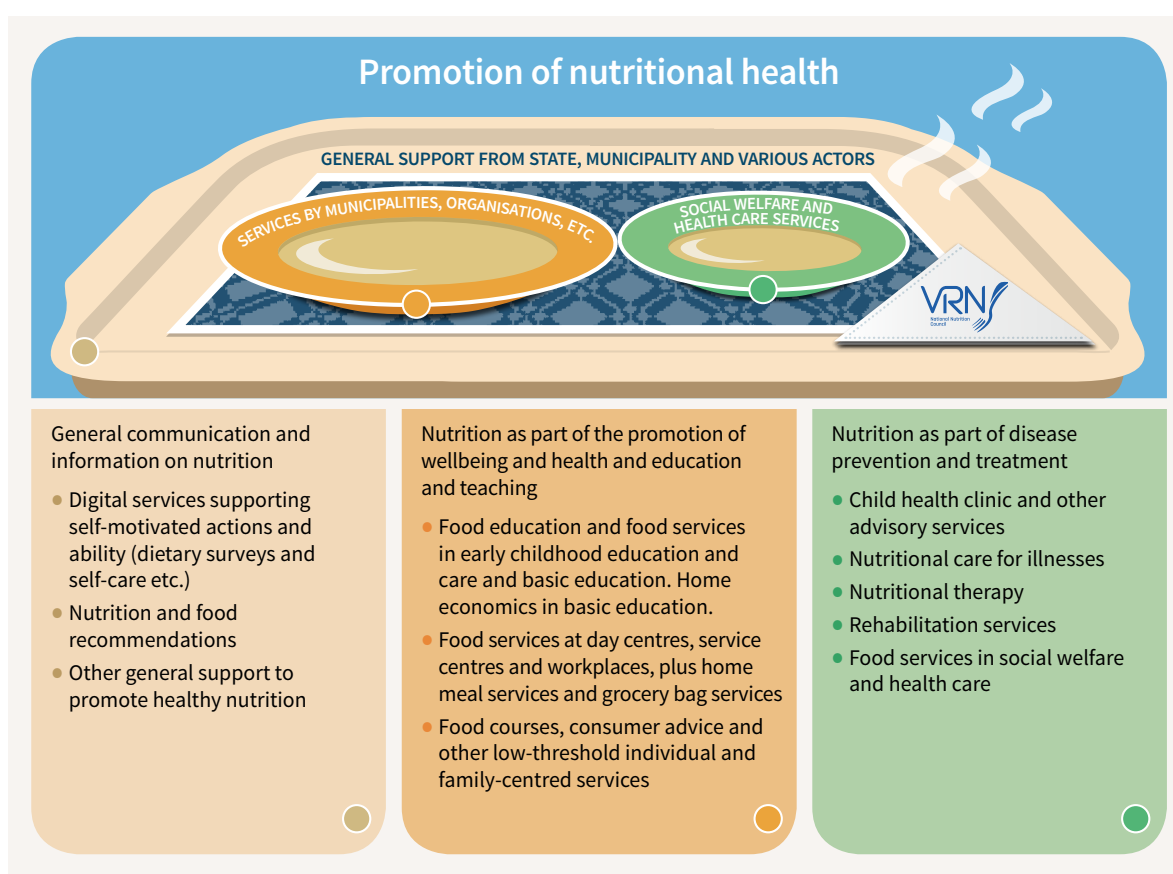 Promotion of nutritional health
GENERAL SUPPORT FROM STATE, MUNICIPALITY AND VARIOUS ACTORS
SERVICES BY MUNICIPALITIES, ORGANISATIONS, ETC.
SOCIAL WELFARE AND
HEALTH CARE SERVICES
VRN
National Nutrition
Council
General communication and
information on nutrition
• Digital services supporting
self-motivated actions and
ability (dietary surveys and
self-care etc.)
• Nutrition and food
recommendations
• Other general support to
promote healthy nutrition
Nutrition as part of the promotion of
wellbeing and health and education
and teaching
• Food education and food services
in early childhood education and
care and basic education. Home
economics in basic education.
• Food services at day centres, service
centres and workplaces, plus home
meal services and grocery bag services
• Food courses, consumer advice and
other low-threshold individual and
family-centred services
Nutrition as part of disease
prevention and treatment
• Child health clinic and other
advisory services
• Nutritional care for illnesses
• Nutritional therapy
• Rehabilitation services
• Food services in social welfare
and health care